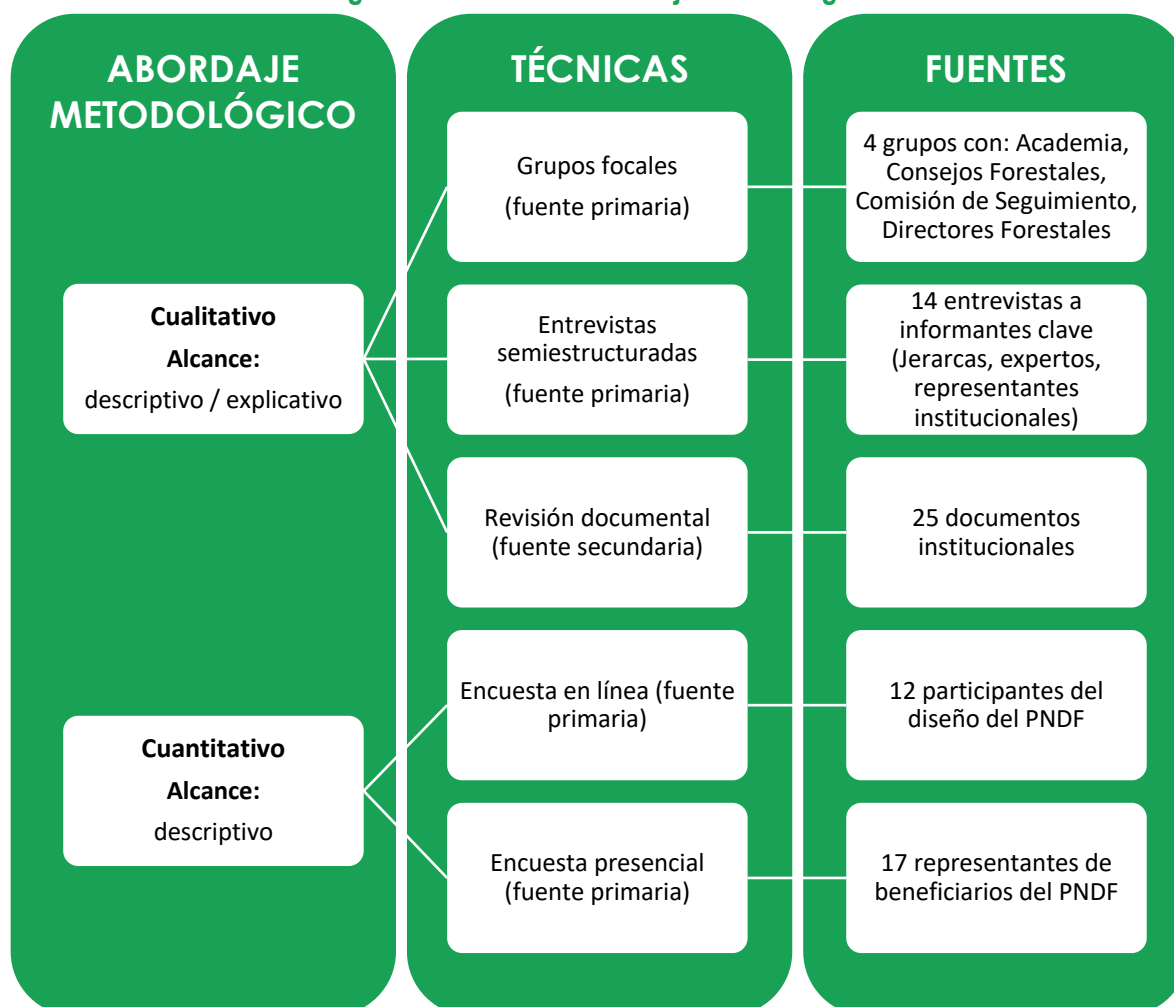 ABORDAJE
METODOLÓGICO
Cualitativo
Alcance:
descriptivo / explicativo
Cuantitativo
Alcance:
descriptivo
TÉCNICAS
Grupos focales
(fuente primaria)
Entrevistas
semiestructuradas
(fuente primaria)
Revisión documental
(fuente secundaria)
Encuesta en línea (fuente
primaria)
Encuesta presencial
(fuente primaria)
FUENTES
4 grupos con: Academia,
Consejos Forestales,
Comisión de Seguimiento,
Directores Forestales
14 entrevistas a
informantes clave
(Jerarcas, expertos,
representantes
institucionales)
25 documentos
institucionales
12 participantes del
diseño del PNDF
17 representantes de
beneficiarios del PNDF